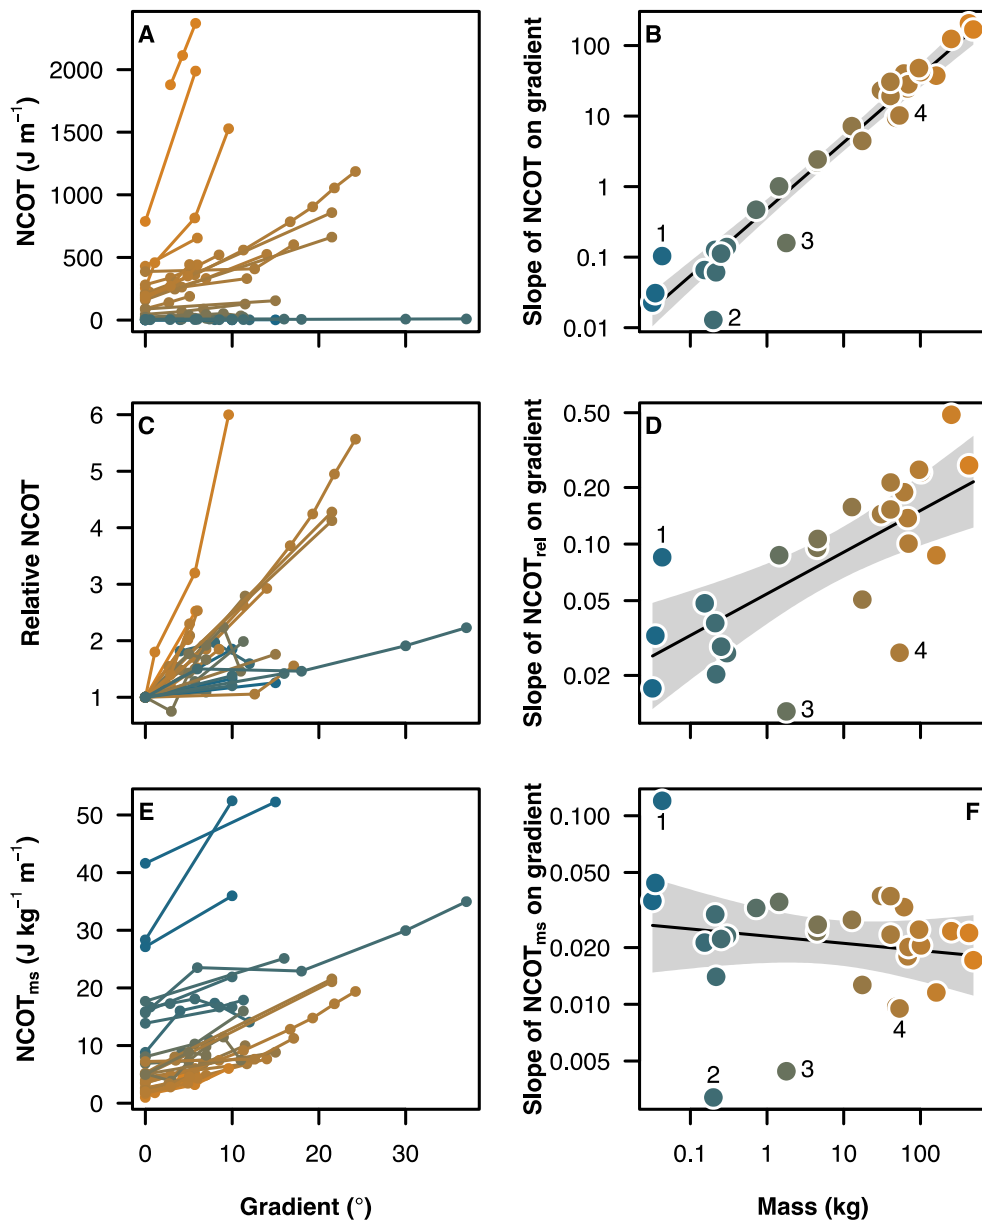 A
NCOT (J m⁻¹)
2000
1500
1000
500
0
B
Slope of NCOT on gradient
100
10
1
0.1
0.01
1
2
3
4
C
Relative NCOT
6
5
4
3
2
1
D
Slope of NCOTrel on gradient
0.50
0.20
0.10
0.05
0.02
1
4
3
E
NCOTms (J kg⁻¹ m⁻¹)
50
40
30
20
10
0
0 10 20 30
Gradient (°)
F
Slope of NCOTms on gradient
0.100
0.050
0.020
0.010
0.005
1
4
3
2
0.1 1 10 100
Mass (kg)